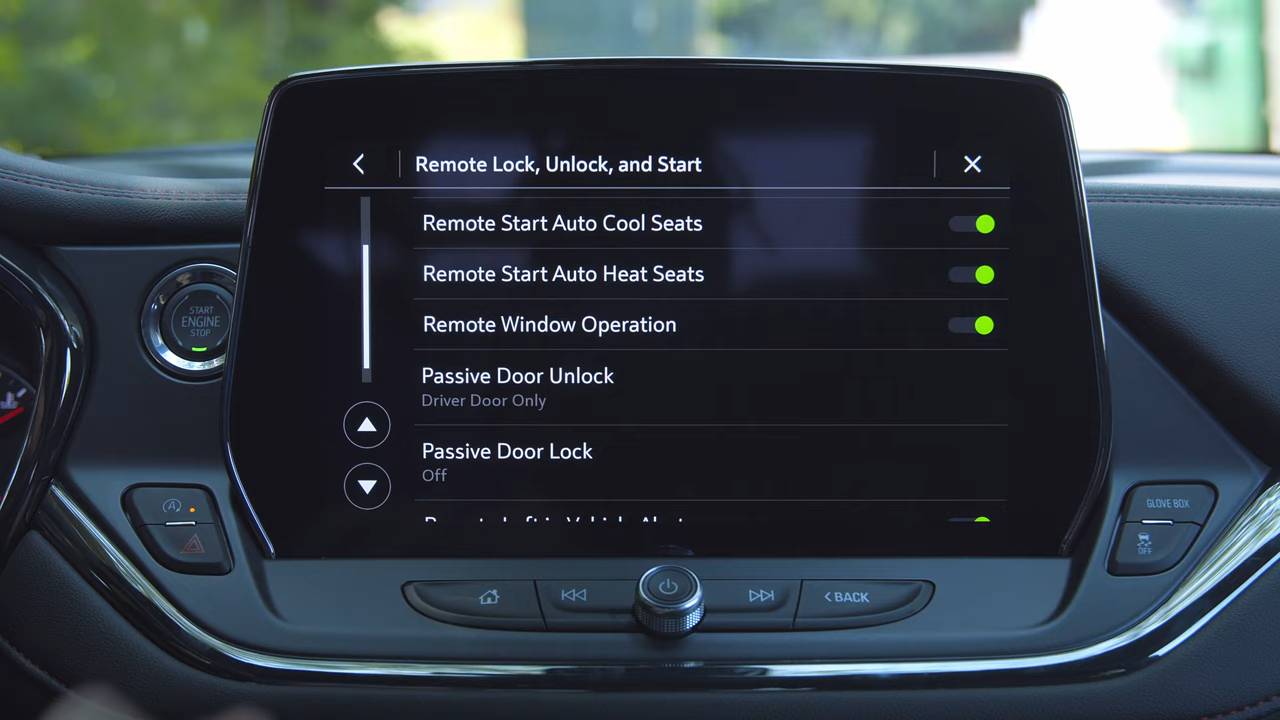 Remote Lock, Unlock, and Start
Remote Start Auto Cool Seats
Remote Start Auto Heat Seats
Remote Window Operation
Passive Door Unlock
Driver Door Only
Passive Door Lock
Off
START
ENGINE
STOP
A
GLOVE BOX
OFF
BACK